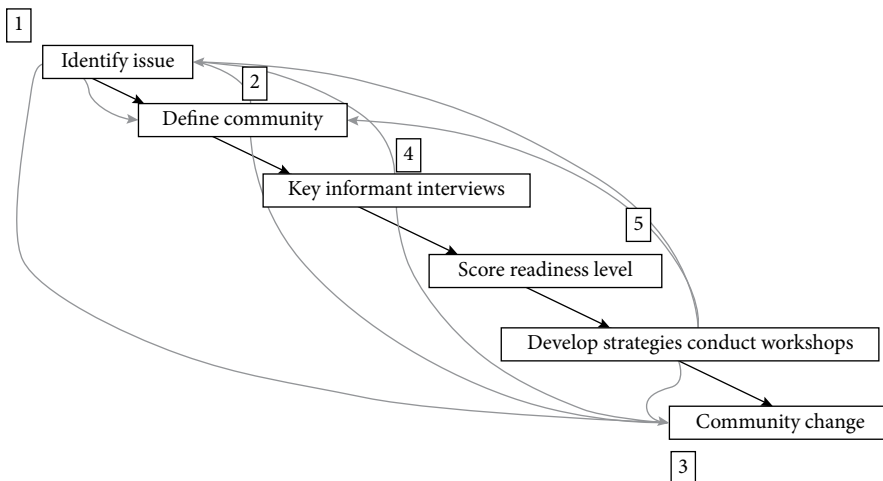 1
Identify issue
2
Define community
4
Key informant interviews
5
Score readiness level
Develop strategies conduct workshops
Community change
3